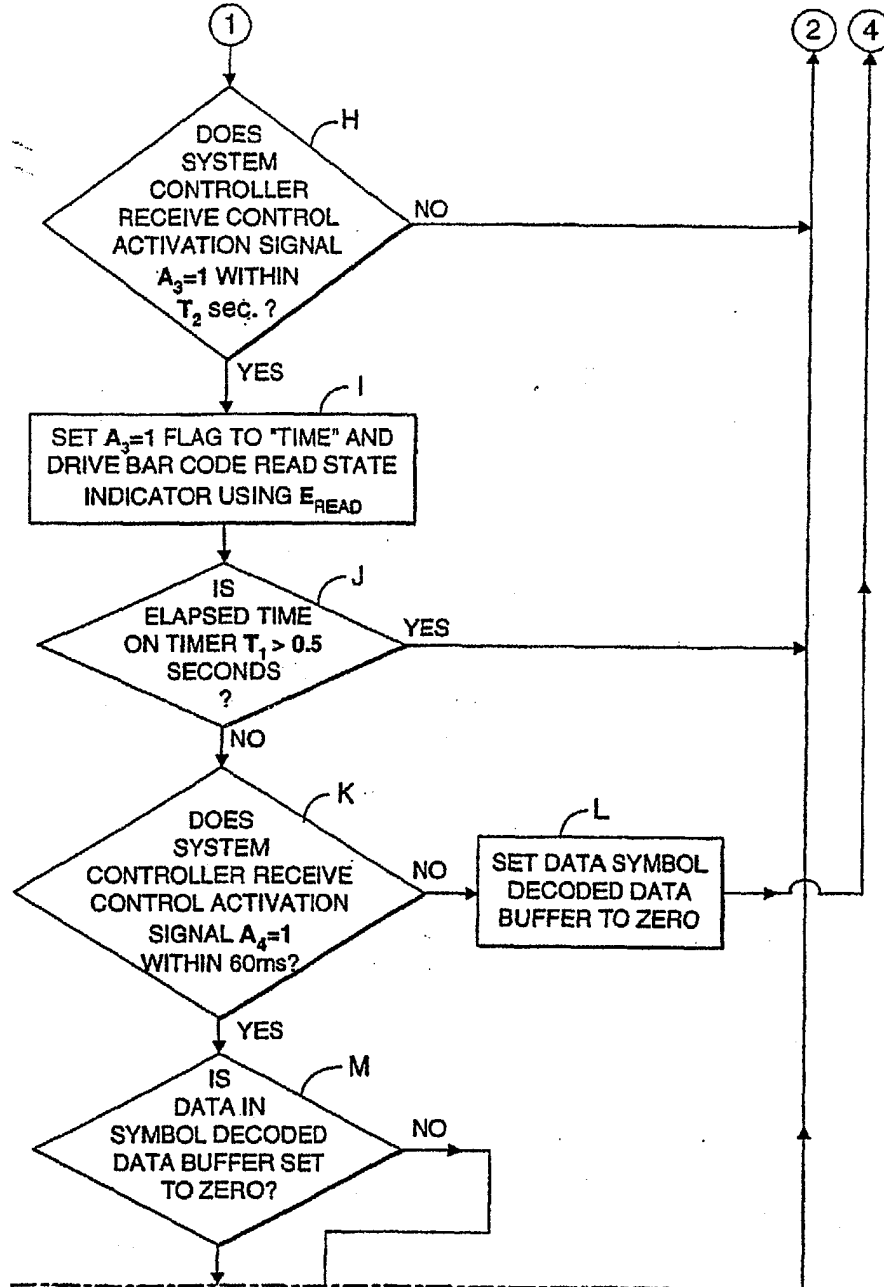 1
2
4
H
DOES
SYSTEM
CONTROLLER
RECEIVE CONTROL
ACTIVATION SIGNAL
A3=1 WITHIN
T2 sec. ?
NO
YES
I
SET A3=1 FLAG TO "TIME" AND
DRIVE BAR CODE READ STATE
INDICATOR USING EREAD
J
IS
ELAPSED TIME
ON TIMER T1 > 0.5
SECONDS
?
YES
NO
K
DOES
SYSTEM
CONTROLLER RECEIVE
CONTROL ACTIVATION
SIGNAL A4=1
WITHIN 60ms?
NO
L
SET DATA SYMBOL
DECODED DATA
BUFFER TO ZERO
YES
M
IS
DATA IN
SYMBOL DECODED
DATA BUFFER SET
TO ZERO?
NO